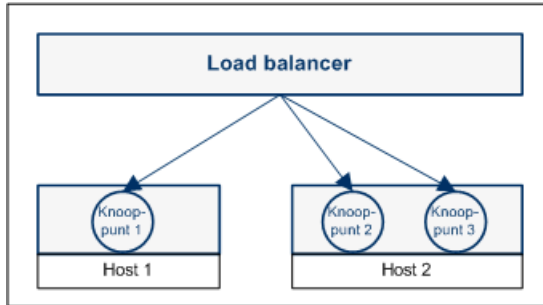 Load balancer
Knoop-
punt 1
Knoop-
punt 2
Knoop-
punt 3
Host 1
Host 2